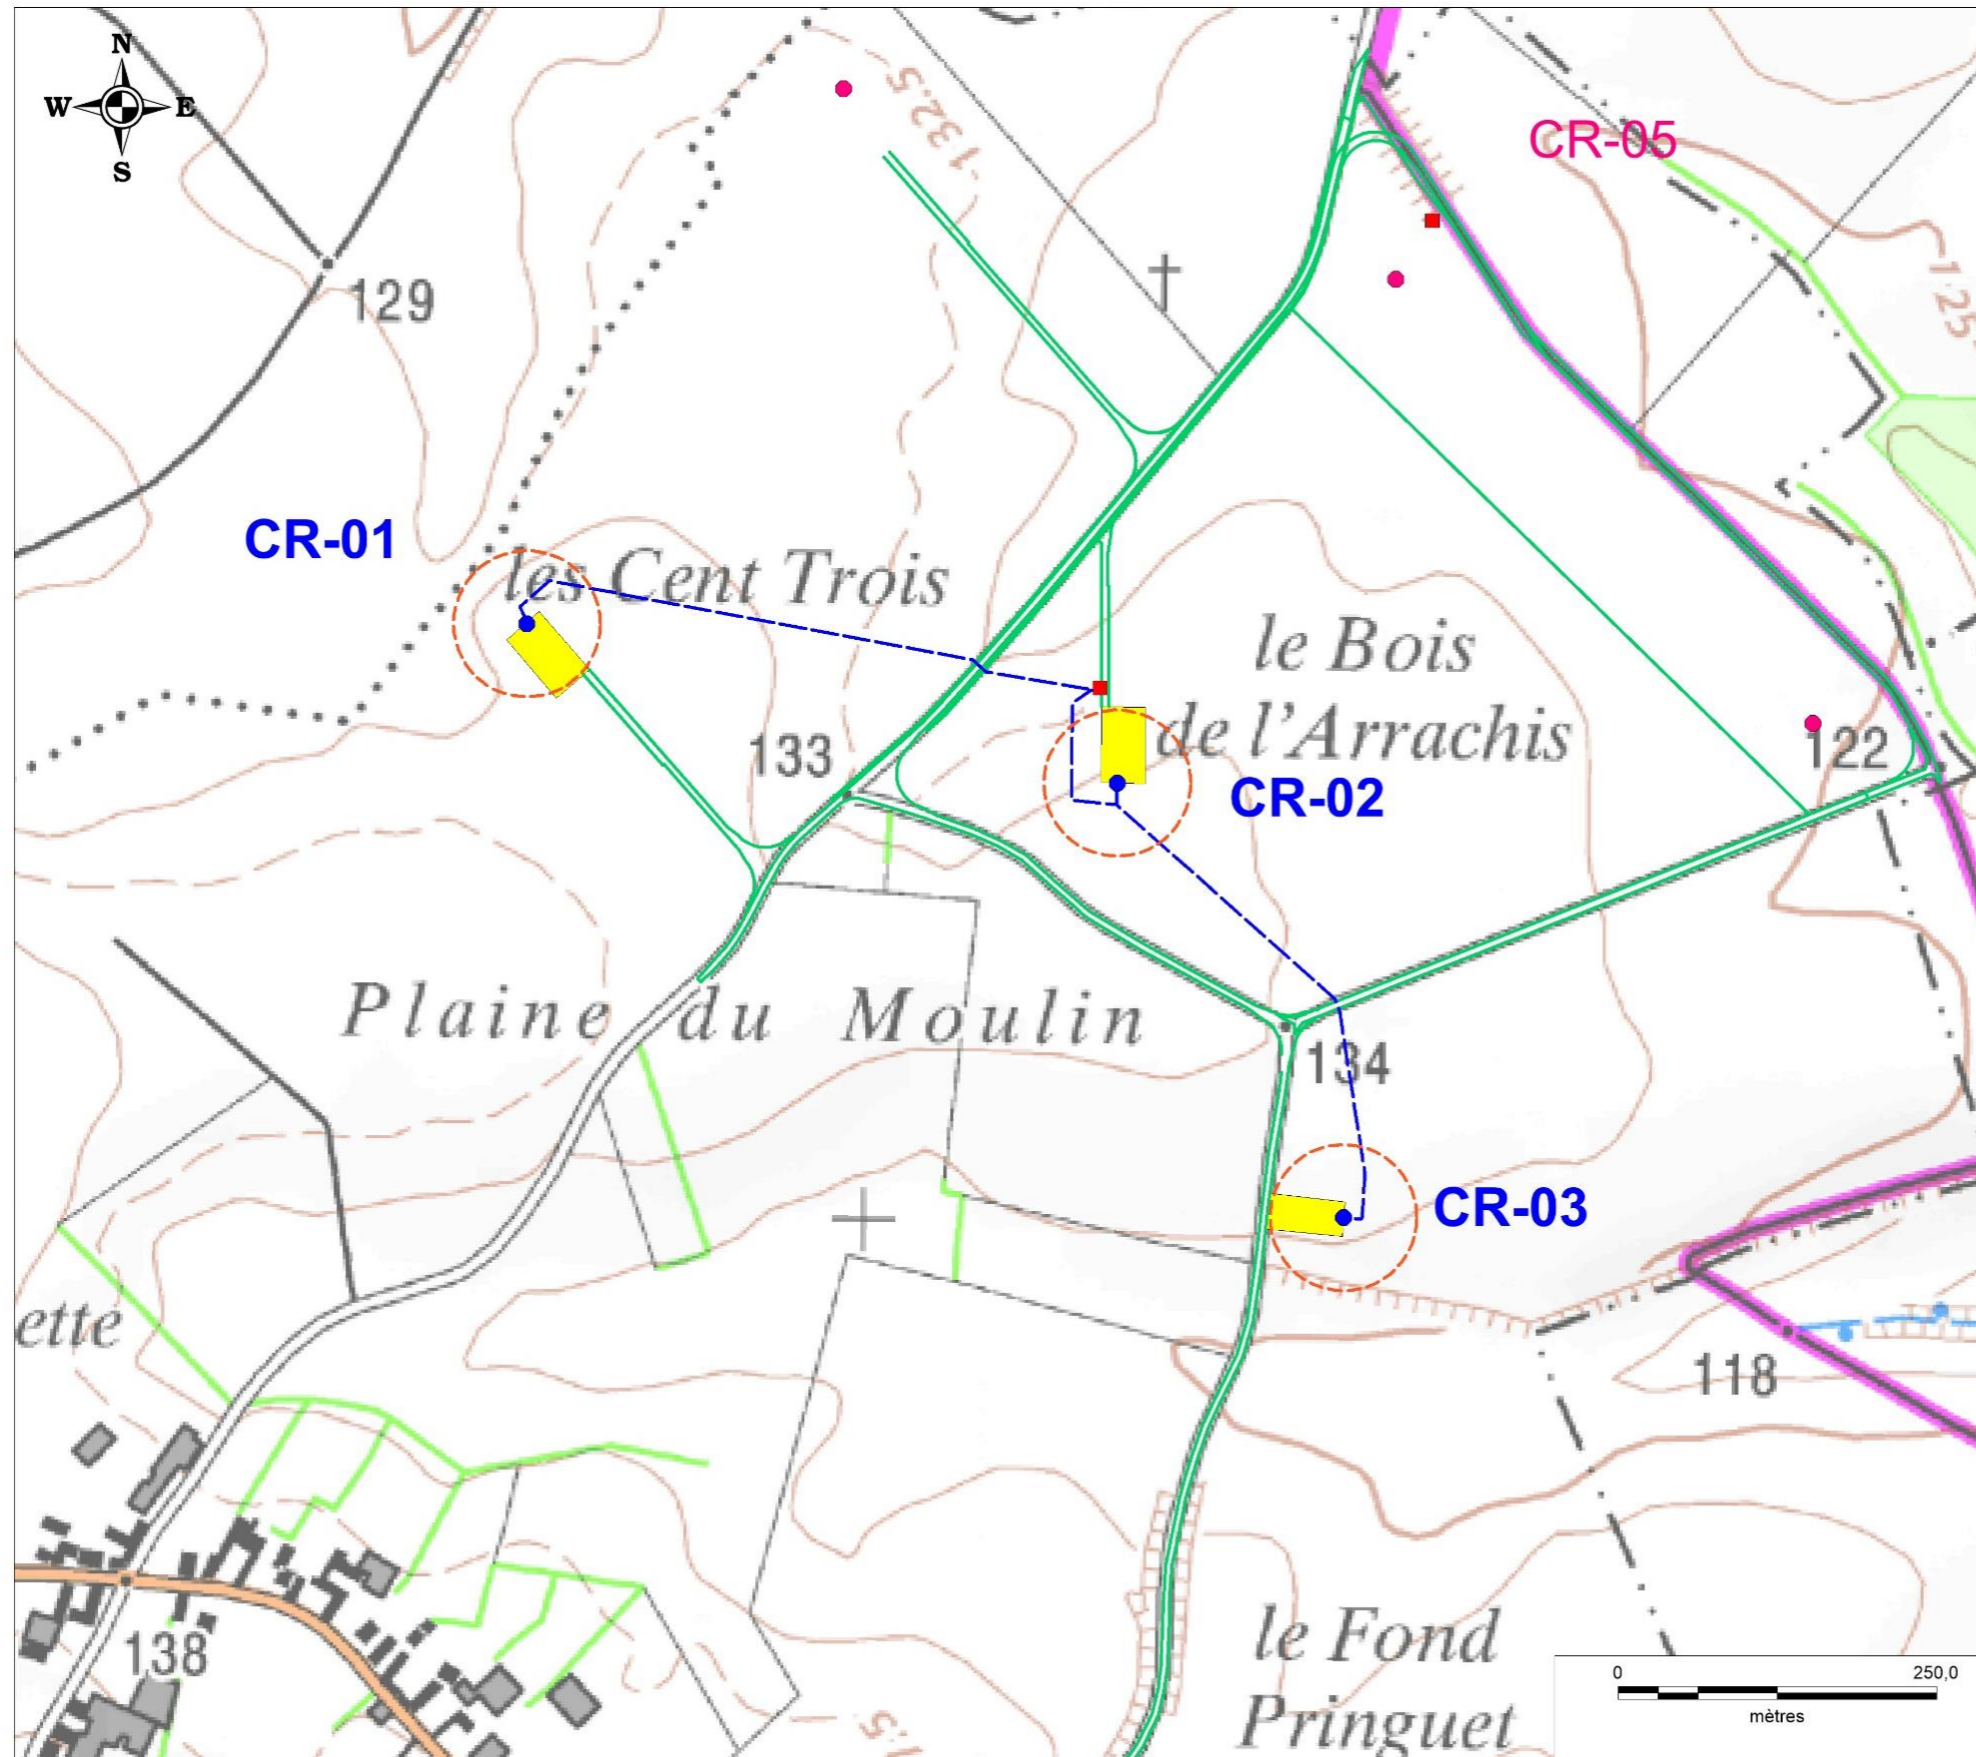 N
W E
S
132.5
CR-05
129
125
CR-01
les Cent Trois
le Bois
de l'Arrachis
133
122
CR-02
Plaine du Moulin
134
CR-03
ette
118
138
le Fond
Pringuet
0 250,0
mètres